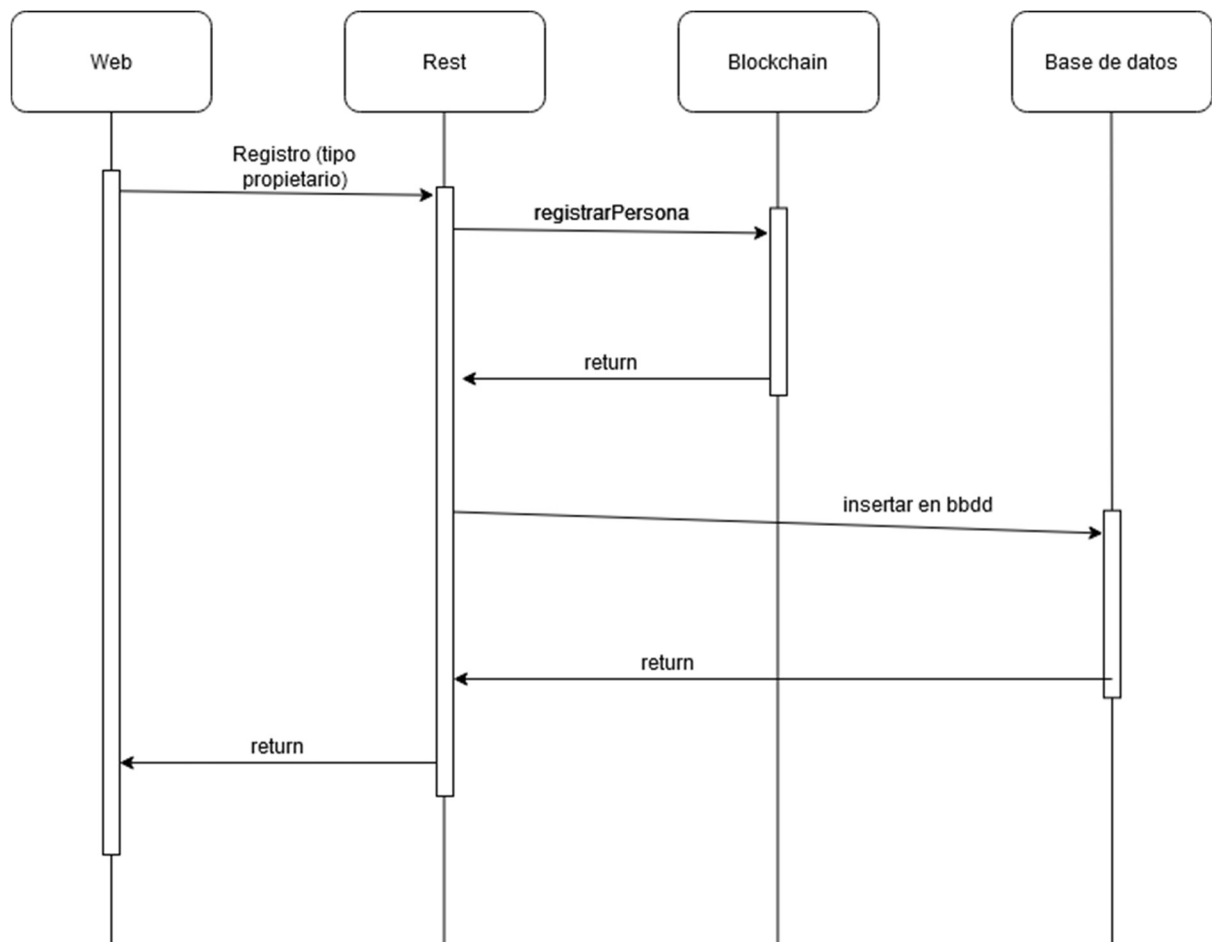 Web
Rest
Blockchain
Base de datos
Registro (tipo
propietario)
registrarPersona
return
insertar en bbdd
return
return